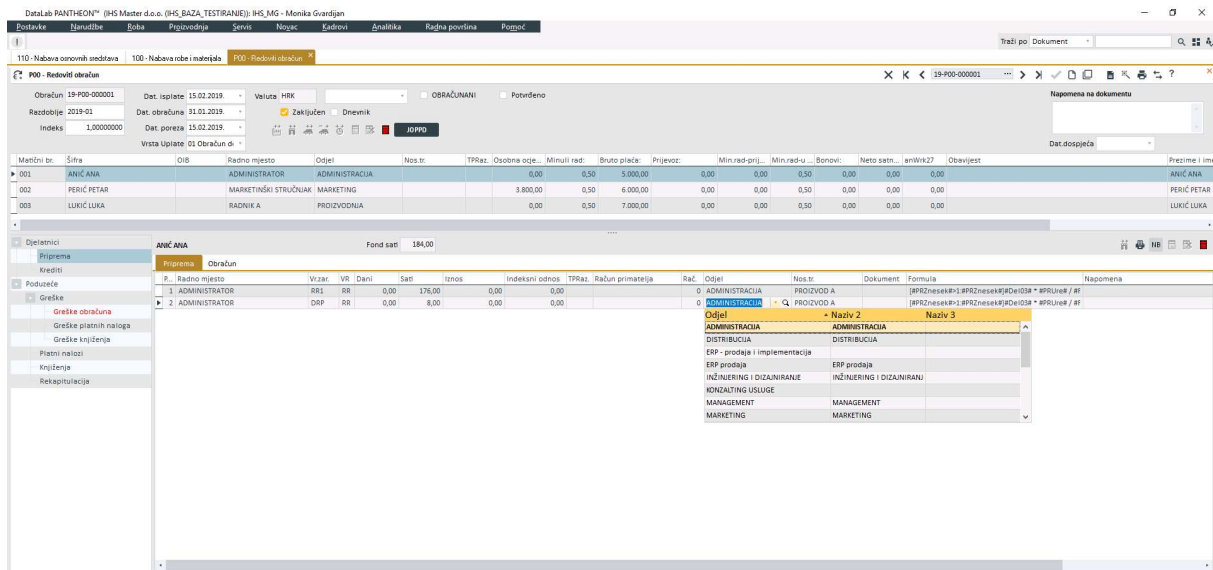 DataLab PANTHEON™ (IHS Master d.o.o. (IHS_BAZA_TESTIRANJE)): IHS_MG - Monika Gvardijan
Postavke Narudžbe Roba Proizvodnja Servis Novac Kadrovi Analitika Radna površina Pomoć
Traži po Dokument
110 - Nabava osnovnih sredstava 100 - Nabava robe i materijala P00 - Redoviti obračun
P00 - Redoviti obračun 19-P00-000001
Obračun 19-P00-000001 Dat. isplate 15.02.2019. Valuta HRK OBRAČUNANI Potvrđeno Napomena na dokumentu
Razdoblje 2019-01 Dat. obračuna 31.01.2019. Zaključen Dnevnik
Indeks 1,00000000 Dat. poreza 15.02.2019. JOPPD
Vrsta Uplate 01 Obračun d Dat.dospjeća
Matični br. Šifra OIB Radno mjesto Odjel Nos.tr. TPRaz. Osobna ocje... Minuli rad: Bruto plaća: Prijevoz: Min.rad-prij... Min.rad-u ... Bonovi: Neto satn... anWrk27 Obavijest Prezime i ime
001 ANIĆ ANA ADMINISTRATOR ADMINISTRACIJA 0,00 0,50 5.000,00 0,00 0,00 0,50 0,00 0,00 0,00 ANIĆ ANA
002 PERIĆ PETAR MARKETINŠKI STRUČNJAK MARKETING 3.800,00 0,50 6.000,00 0,00 0,00 0,50 0,00 0,00 0,00 PERIĆ PETAR
003 LUKIĆ LUKA RADNIK A PROIZVODNJA 0,00 0,50 7.000,00 0,00 0,00 0,50 0,00 0,00 0,00 LUKIĆ LUKA
Djelatnici
Priprema
Krediti
Poduzeće
Greške
Greške obračuna
Greške platnih naloga
Greške knjiženja
Platni nalozi
Knjiženja
Rekapitulacija
ANIĆ ANA Fond sati 184,00 NB
Priprema Obračun
P... Radno mjesto Vr.zar. VR Dani Sati Iznos Indeksni odnos TPRaz. Račun primatelja Rač. Odjel Nos.tr. Dokument Formula Napomena
1 ADMINISTRATOR RR1 RR 0,00 176,00 0,00 0,00 0 ADMINISTRACIJA PROIZVOD A [#PRZnesek#>1:#PRZnesek#]#Del03# * #PRUre# / #F
2 ADMINISTRATOR DRP RR 0,00 8,00 0,00 0,00 0 ADMINISTRACIJA PROIZVOD A [#PRZnesek#>1:#PRZnesek#]#Del03# * #PRUre# / #F
Odjel Naziv 2 Naziv 3
ADMINISTRACIJA ADMINISTRACIJA
DISTRIBUCIJA DISTRIBUCIJA
ERP - prodaja i implementacija
ERP prodaja ERP prodaja
INŽINJERING I DIZAJNIRANJE INŽINJERING I DIZAJNIRANJ
KONZALTING USLUGE
MANAGEMENT MANAGEMENT
MARKETING MARKETING